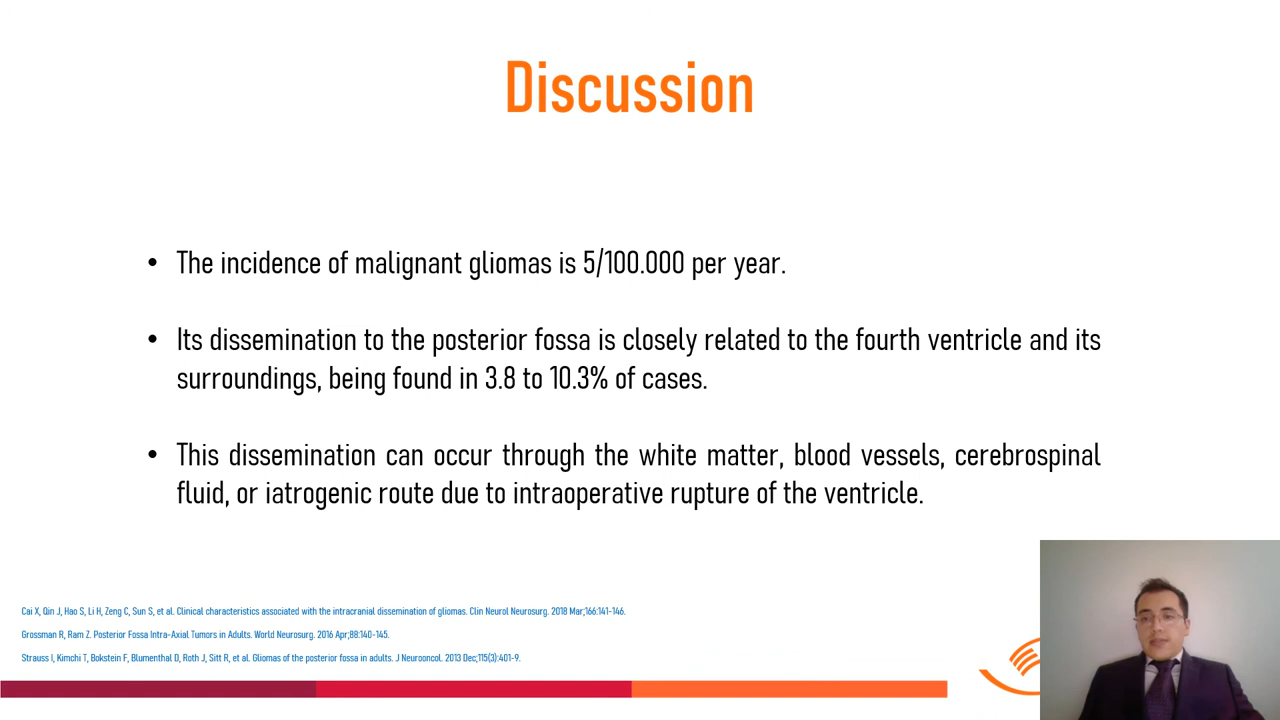 Discussion
• The incidence of malignant gliomas is 5/100.000 per year.
• Its dissemination to the posterior fossa is closely related to the fourth ventricle and its
surroundings, being found in 3.8 to 10.3% of cases.
• This dissemination can occur through the white matter, blood vessels, cerebrospinal
fluid, or iatrogenic route due to intraoperative rupture of the ventricle.
Cai X, Qin J, Hao S, Li H, Zeng C, Sun S, et al. Clinical characteristics associated with the intracranial dissemination of gliomas. Clin Neurol Neurosurg. 2018 Mar;166:141-146.
Grossman R, Ram Z. Posterior Fossa Intra-Axial Tumors in Adults. World Neurosurg. 2016 Apr;88:140-145.
Strauss I, Kimchi T, Bokstein F, Blumenthal D, Roth J, Sitt R, et al. Gliomas of the posterior fossa in adults. J Neurooncol. 2013 Dec;115(3):401-9.